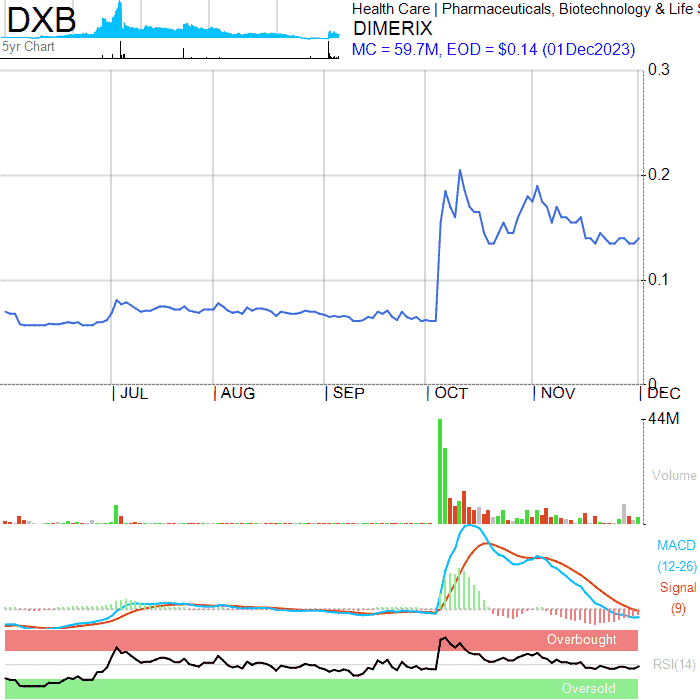 DXB
5yr Chart
Health Care | Pharmaceuticals, Biotechnology & Life S
DIMERIX
MC = 59.7M, EOD = $0.14 (01Dec2023)
0.3
0.2
0.1
0
JUL AUG SEP OCT NOV DEC
44M
Volume
MACD
(12-26)
Signal
(9)
Overbought
RSI(14)
Oversold